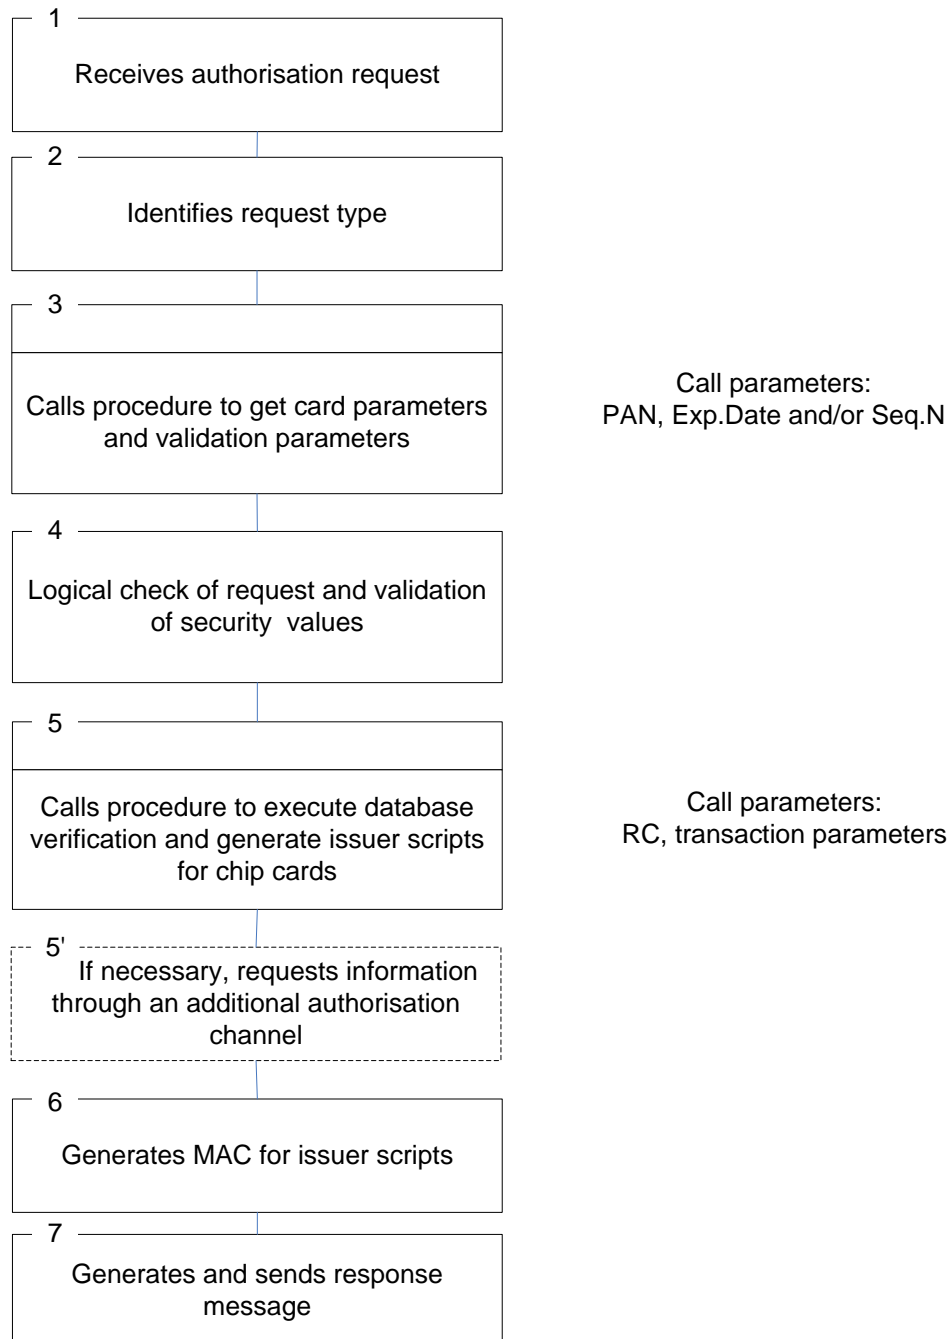 1
Receives authorisation request
2
Identifies request type
3
Calls procedure to get card parameters
and validation parameters
Call parameters:
PAN, Exp.Date and/or Seq.N
4
Logical check of request and validation
of security  values
5
Calls procedure to execute database
verification and generate issuer scripts
for chip cards
Call parameters:
RC, transaction parameters
5'
If necessary, requests information
through an additional authorisation
channel
6
Generates MAC for issuer scripts
7
Generates and sends response
message